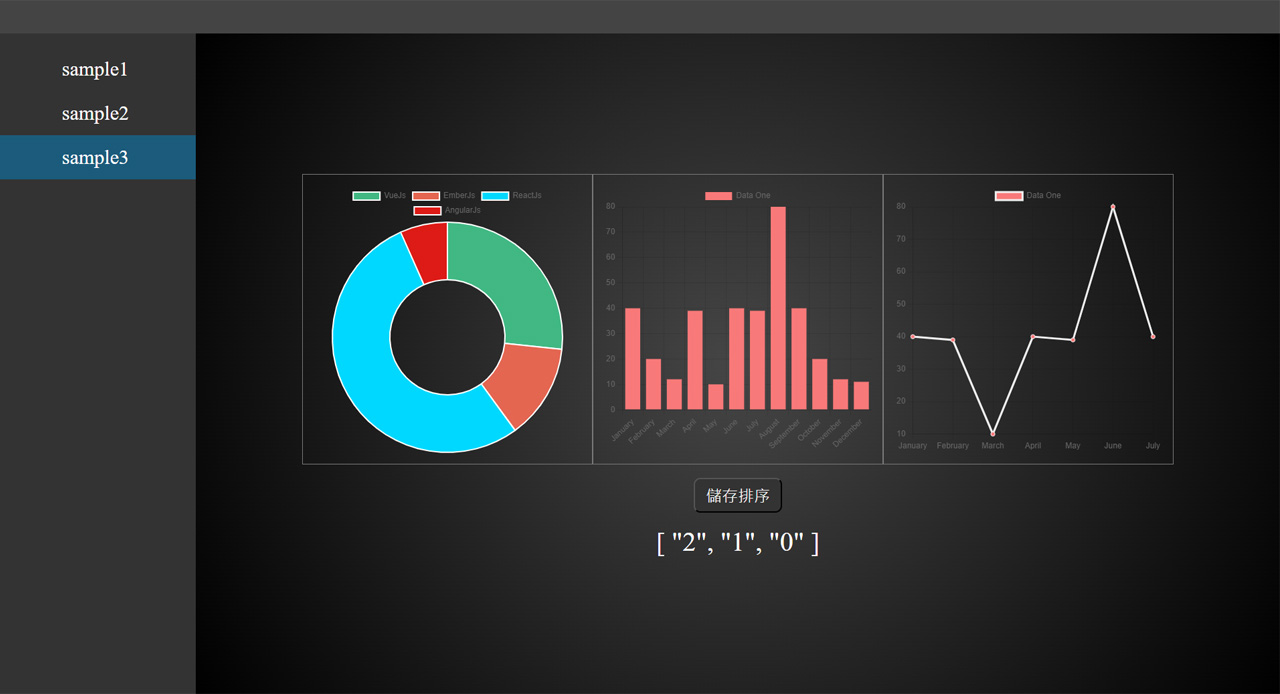 sample1
sample2
sample3
VueJs EmberJs ReactJs
AngularJs
Data One
80
70
60
50
40
30
20
10
0
January February March April May June July August September October November December
Data One
80
70
60
50
40
30
20
10
January February March April May June July
儲存排序
[ "2", "1", "0" ]